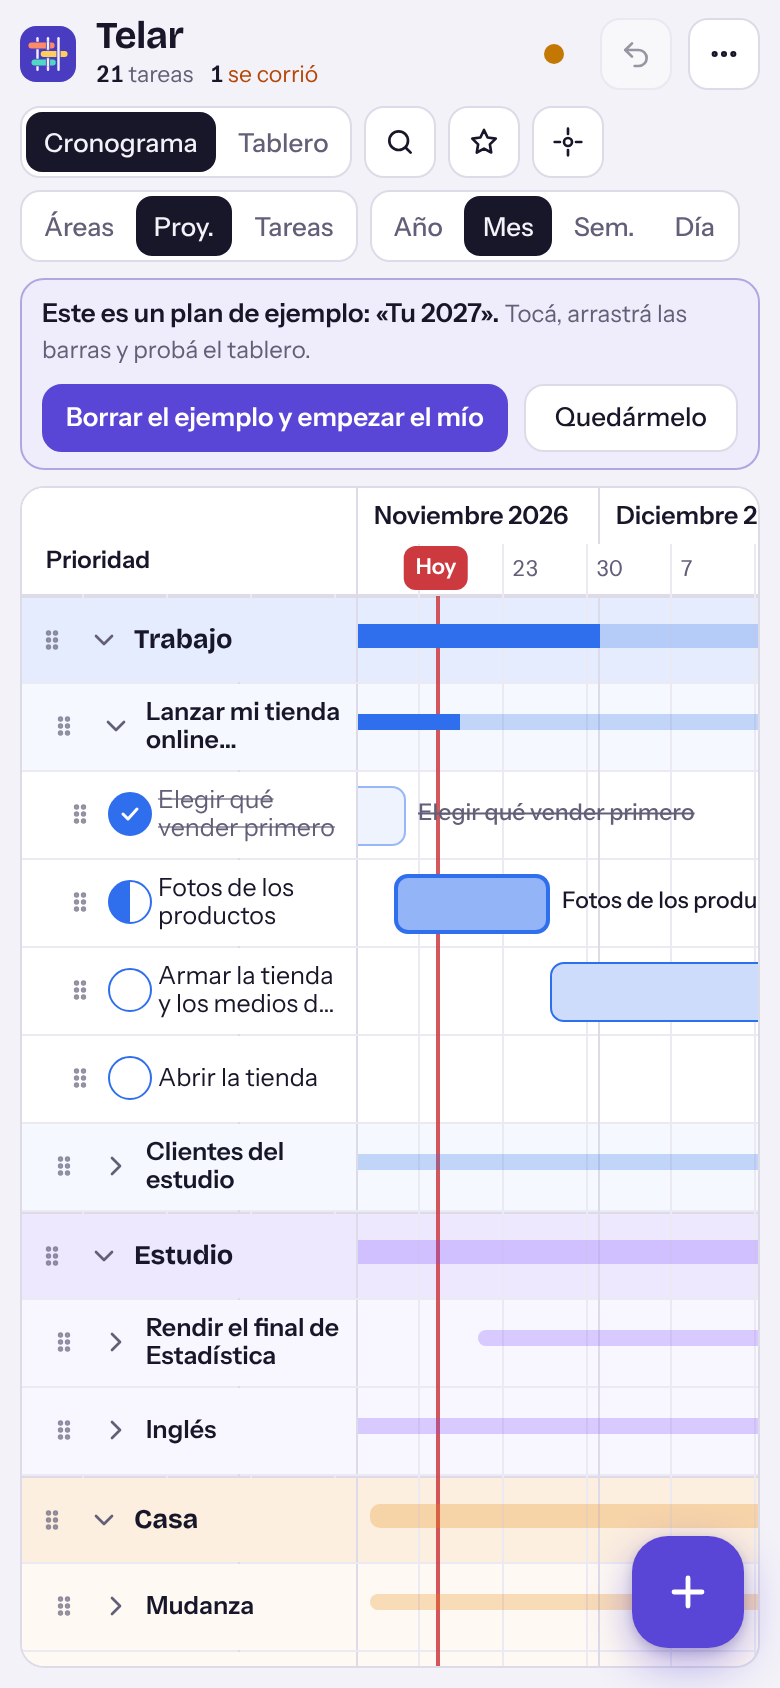 Telar
21 tareas 1 se corrió
Cronograma Tablero
Áreas Proy. Tareas Año Mes Sem. Día
Este es un plan de ejemplo: «Tu 2027». Tocá, arrastrá las
barras y probá el tablero.
Borrar el ejemplo y empezar el mío Quedármelo
Noviembre 2026 Diciembre 2
Prioridad Hoy 23 30 7
Trabajo
Lanzar mi tienda
online...
Elegir qué
vender primero
Elegir qué vender primero
Fotos de los
productos
Fotos de los produ
Armar la tienda
y los medios d...
Abrir la tienda
Clientes del
estudio
Estudio
Rendir el final de
Estadística
Inglés
Casa
Mudanza